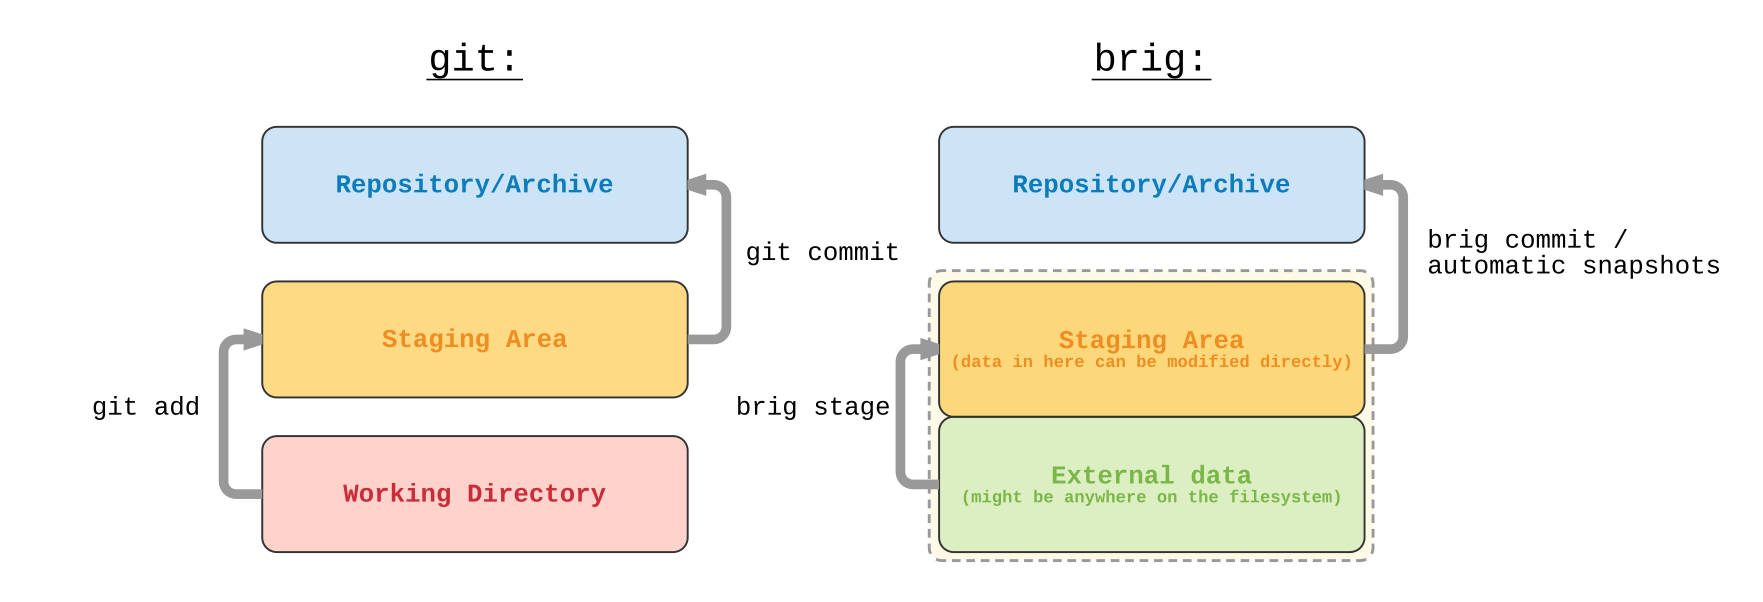 git:
Repository/Archive
git commit
Staging Area
git add
Working Directory
brig:
Repository/Archive
brig commit /
automatic snapshots
Staging Area
(data in here can be modified directly)
brig stage
External data
(might be anywhere on the filesystem)